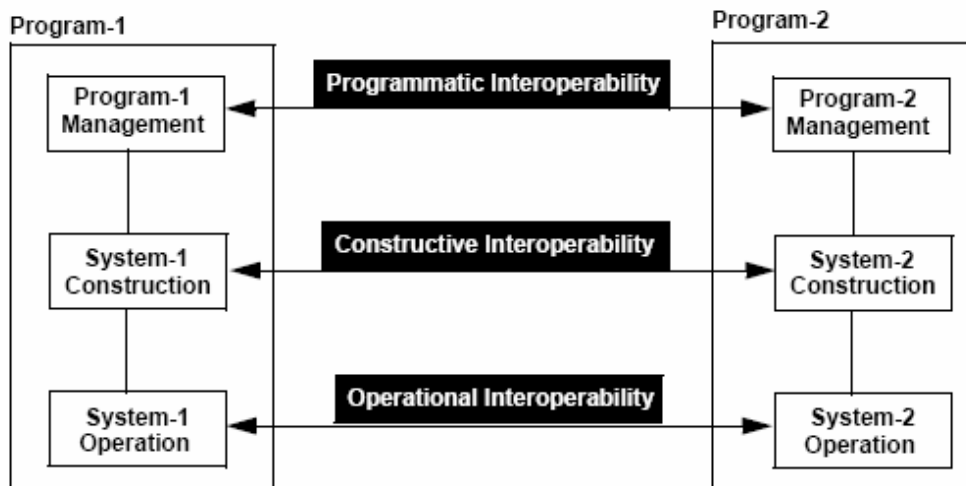 Program-1
Program-2
Program-1
Management
Programmatic Interoperability
Program-2
Management
System-1
Construction
Constructive Interoperability
System-2
Construction
System-1
Operation
Operational Interoperability
System-2
Operation